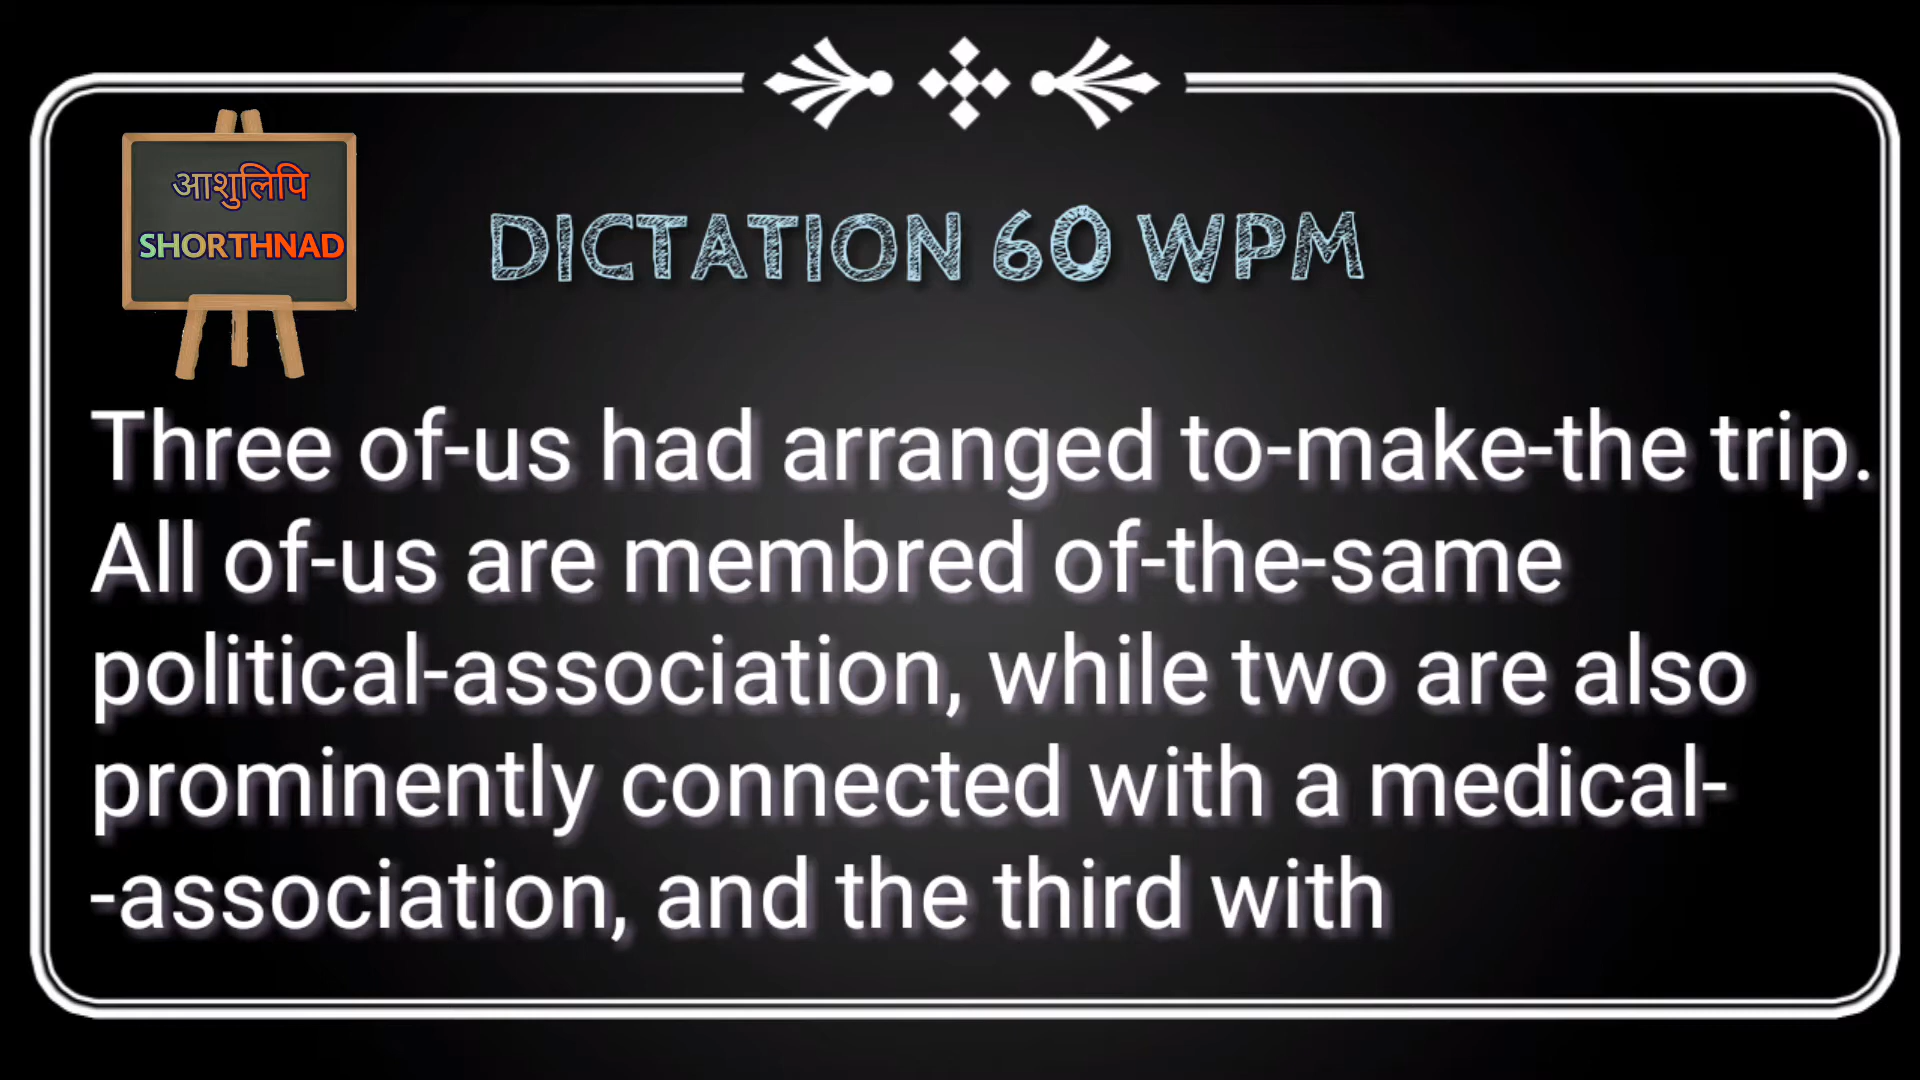 आशुलिपि
SHORTHNAD
DICTATION 60 WPM
Three of-us had arranged to-make-the trip.
All of-us are membred of-the-same
political-association, while two are also
prominently connected with a medical-
-association, and the third with